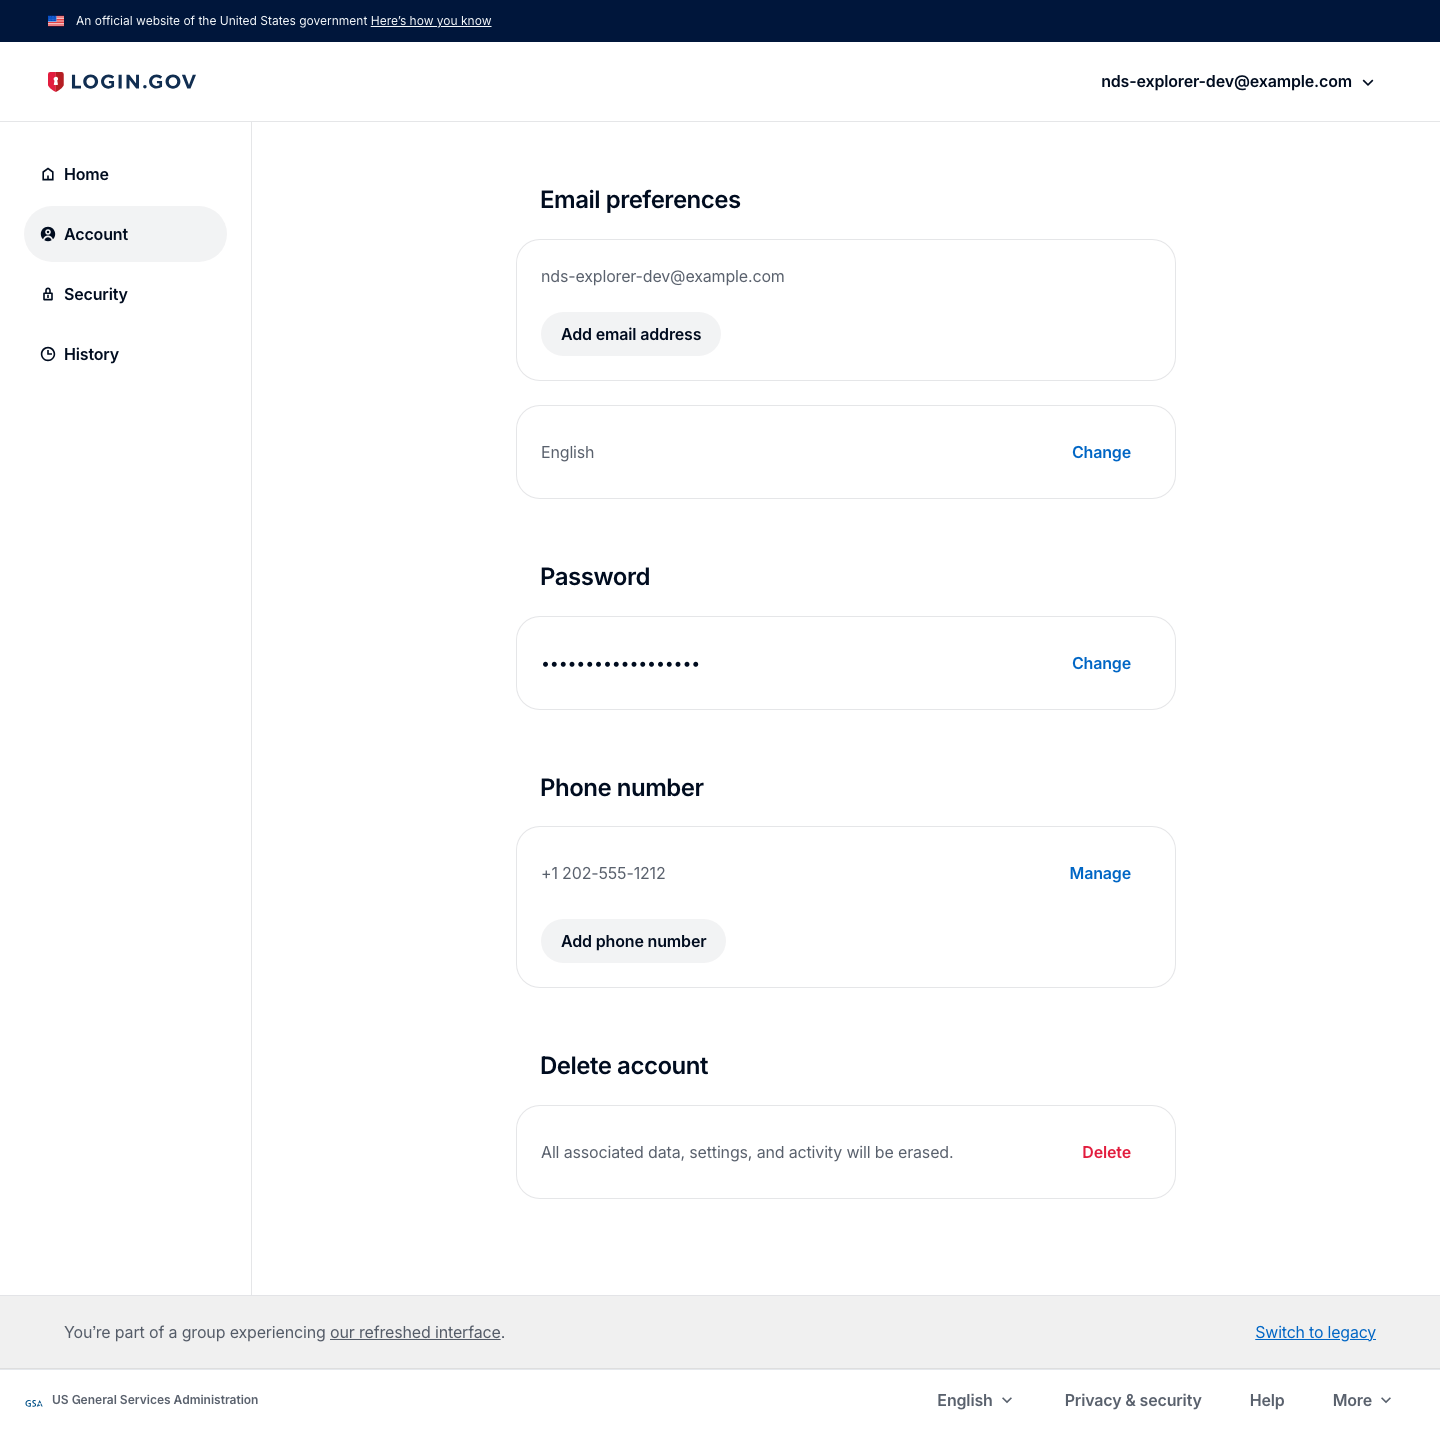 An official website of the United States government Here’s how you know
LOGIN.GOV
nds-explorer-dev@example.com
Home
Account
Security
History
Email preferences
nds-explorer-dev@example.com
Add email address
English
Change
Password
••••••••••••••••••
Change
Phone number
+1 202-555-1212
Manage
Add phone number
Delete account
All associated data, settings, and activity will be erased.
Delete
You’re part of a group experiencing our refreshed interface.
Switch to legacy
GSA
US General Services Administration
English
Privacy & security
Help
More